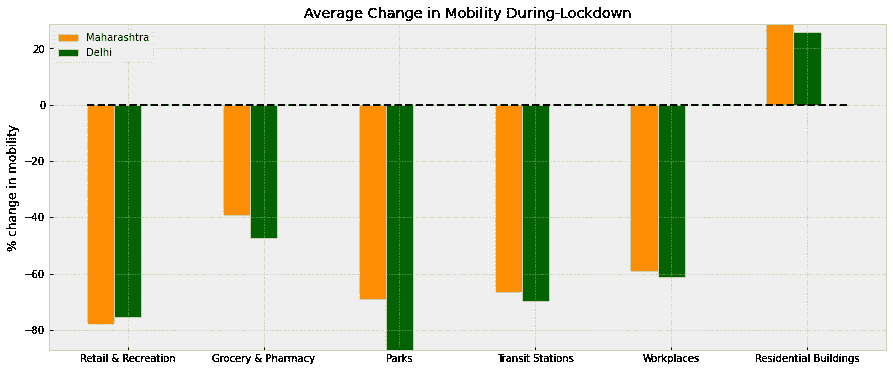 Average Change in Mobility During-Lockdown
Maharashtra
Delhi
% change in mobility
20
0
−20
−40
−60
−80
Retail & Recreation
Grocery & Pharmacy
Parks
Transit Stations
Workplaces
Residential Buildings